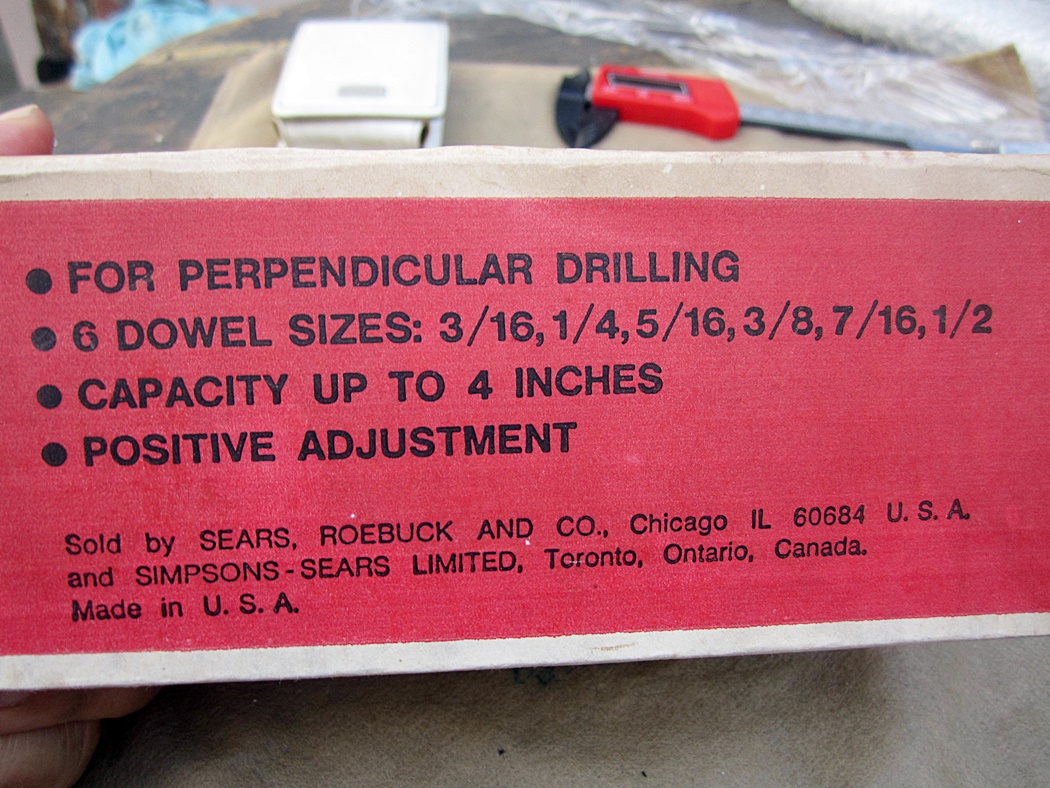 ● FOR PERPENDICULAR DRILLING
● 6 DOWEL SIZES: 3/16, 1/4, 5/16, 3/8, 7/16, 1/2
● CAPACITY UP TO 4 INCHES
● POSITIVE ADJUSTMENT
Sold by SEARS, ROEBUCK AND CO., Chicago IL 60684 U. S. A.
and SIMPSONS-SEARS LIMITED, Toronto, Ontario, Canada.
Made in U. S. A.